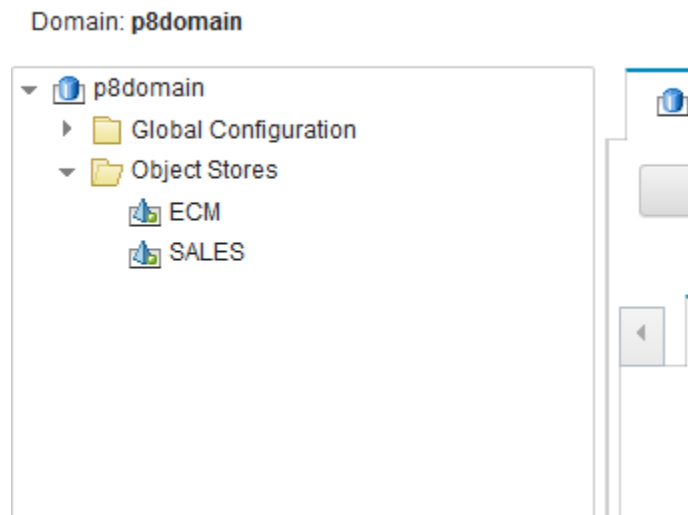 Domain: p8domain
p8domain
Global Configuration
Object Stores
ECM
SALES